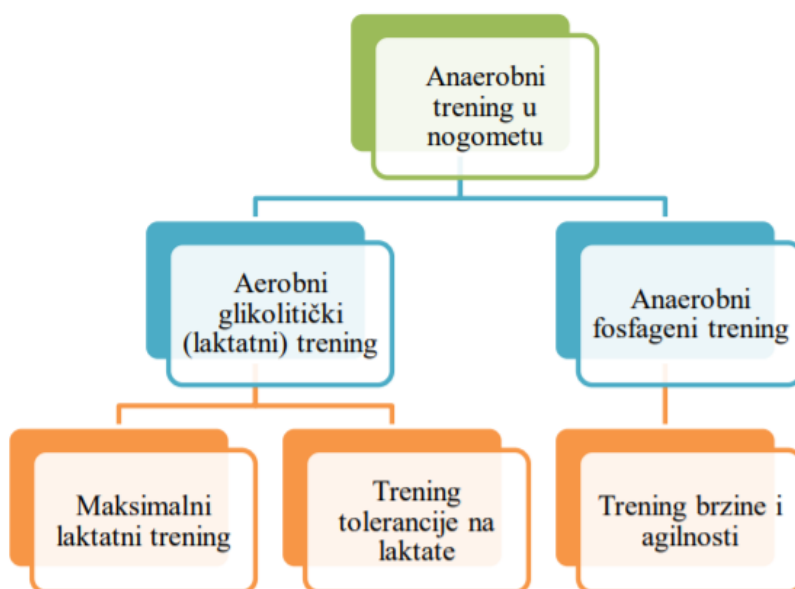 Anaerobni
trening u
nogometu
Aerobni
glikolitički
(laktatni) trening
Anaerobni
fosfageni trening
Maksimalni
laktatni trening
Trening
tolerancije na
laktate
Trening brzine i
agilnosti